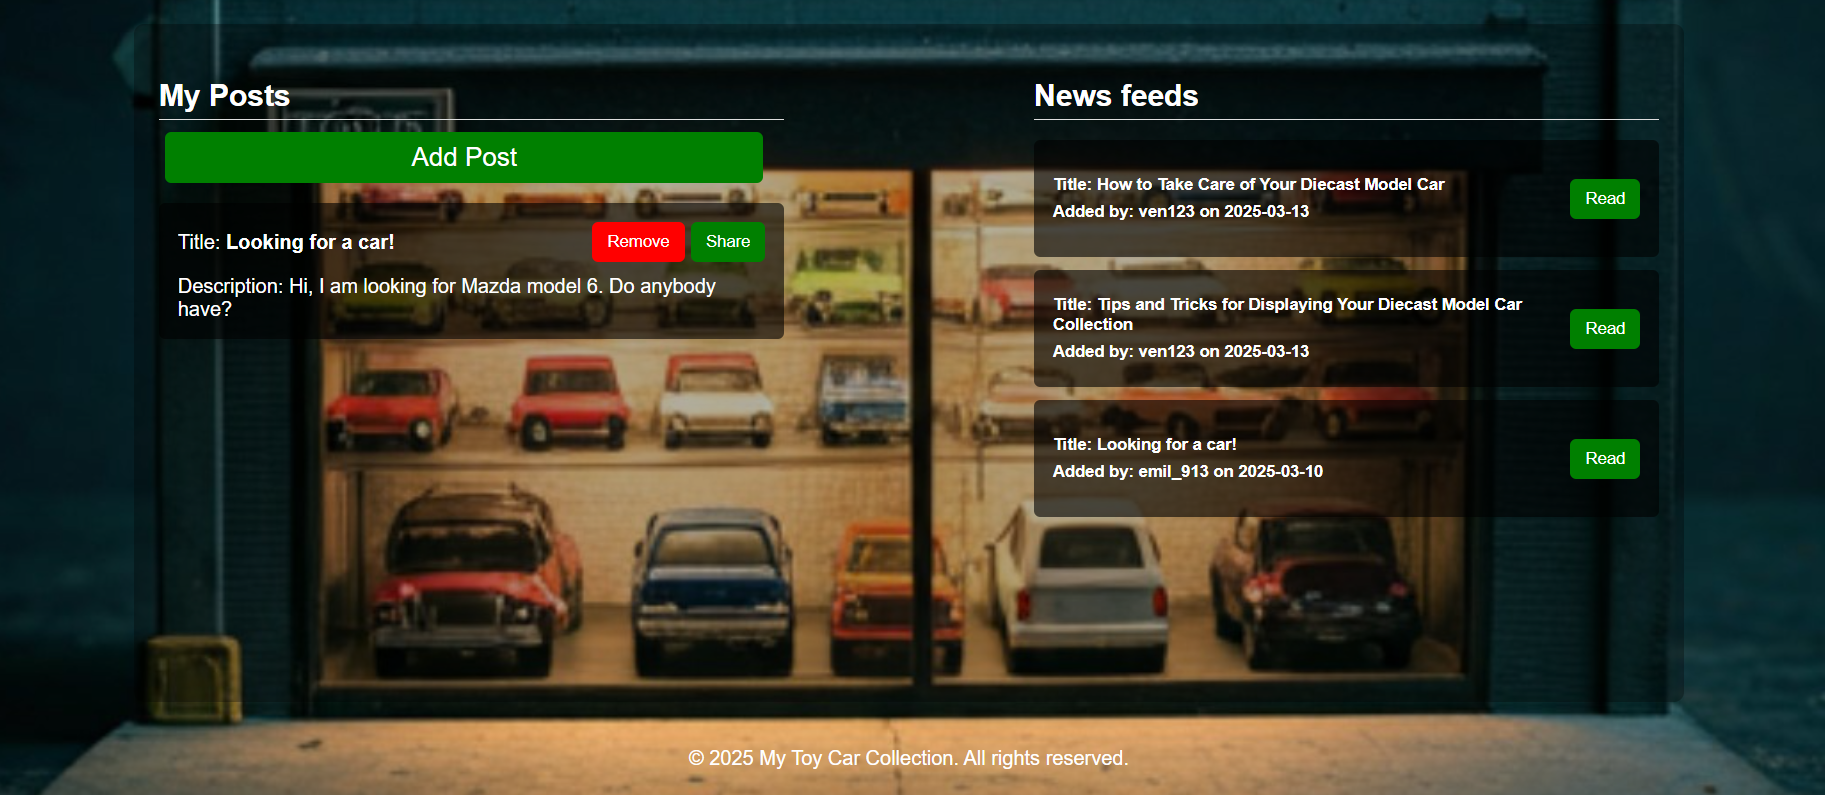 My Posts
Add Post
Title: Looking for a car!
Remove
Share
Description: Hi, I am looking for Mazda model 6. Do anybody
have?
News feeds
Title: How to Take Care of Your Diecast Model Car
Added by: ven123 on 2025-03-13
Read
Title: Tips and Tricks for Displaying Your Diecast Model Car
Collection
Added by: ven123 on 2025-03-13
Read
Title: Looking for a car!
Added by: emil_913 on 2025-03-10
Read
© 2025 My Toy Car Collection. All rights reserved.